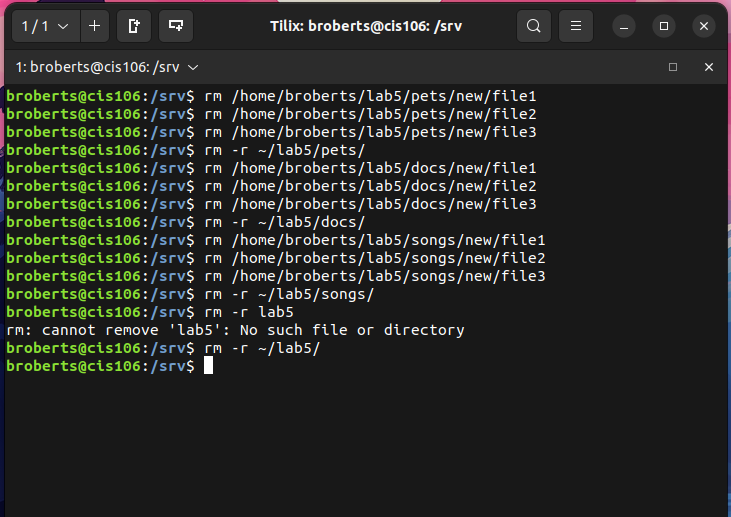 1 / 1
Tilix: broberts@cis106: /srv
1: broberts@cis106: /srv
broberts@cis106:/srv$ rm /home/broberts/lab5/pets/new/file1
broberts@cis106:/srv$ rm /home/broberts/lab5/pets/new/file2
broberts@cis106:/srv$ rm /home/broberts/lab5/pets/new/file3
broberts@cis106:/srv$ rm -r ~/lab5/pets/
broberts@cis106:/srv$ rm /home/broberts/lab5/docs/new/file1
broberts@cis106:/srv$ rm /home/broberts/lab5/docs/new/file2
broberts@cis106:/srv$ rm /home/broberts/lab5/docs/new/file3
broberts@cis106:/srv$ rm -r ~/lab5/docs/
broberts@cis106:/srv$ rm /home/broberts/lab5/songs/new/file1
broberts@cis106:/srv$ rm /home/broberts/lab5/songs/new/file2
broberts@cis106:/srv$ rm /home/broberts/lab5/songs/new/file3
broberts@cis106:/srv$ rm -r ~/lab5/songs/
broberts@cis106:/srv$ rm -r lab5
rm: cannot remove 'lab5': No such file or directory
broberts@cis106:/srv$ rm -r ~/lab5/
broberts@cis106:/srv$